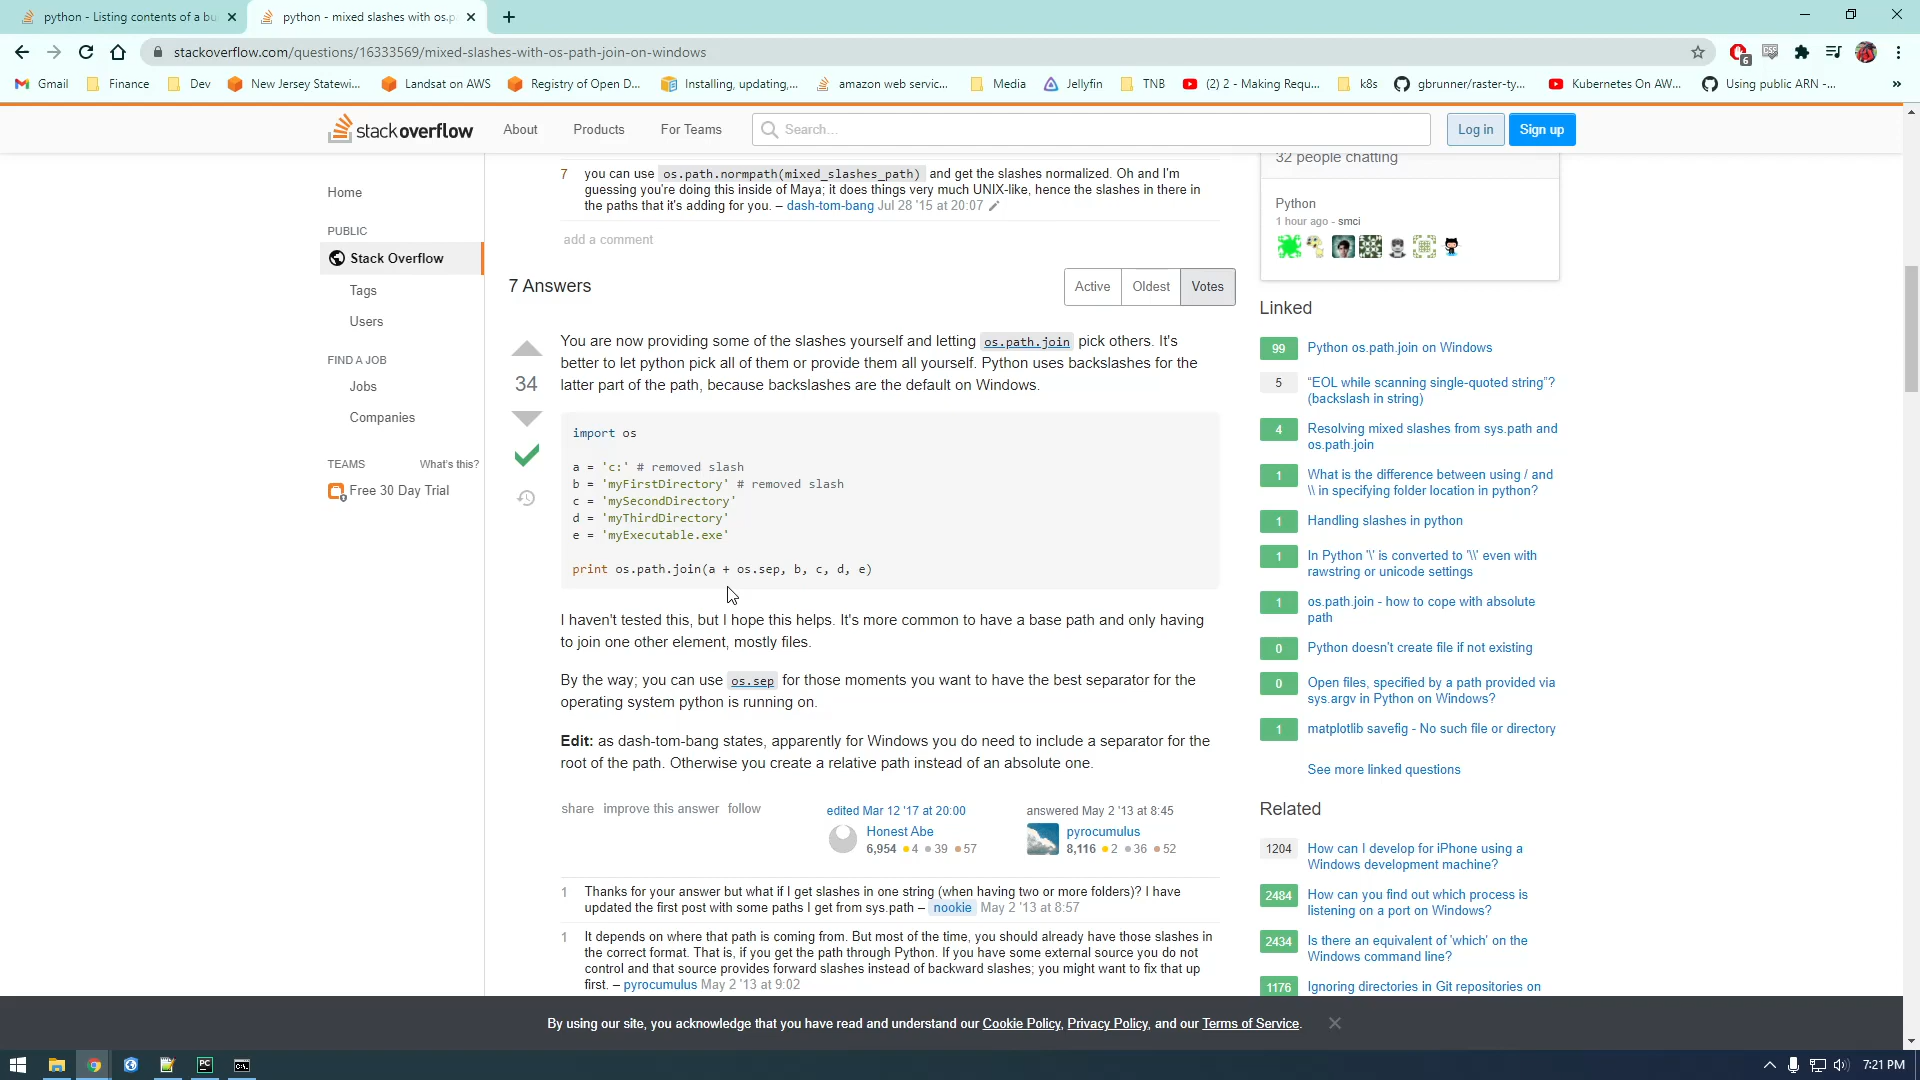 python - Listing contents of a bu
python - mixed slashes with os.p
stackoverflow.com/questions/16333569/mixed-slashes-with-os-path-join-on-windows
6
Gmail
Finance
Dev
New Jersey Statewi...
Landsat on AWS
Registry of Open D...
Installing, updating,...
amazon web servic...
Media
Jellyfin
TNB
(2) 2 - Making Requ...
k8s
gbrunner/raster-ty...
Kubernetes On AW...
Using public ARN -...
stackoverflow
About
Products
For Teams
Search...
Log in
Sign up
Home
PUBLIC
Stack Overflow
Tags
Users
FIND A JOB
Jobs
Companies
TEAMS
What's this?
Free 30 Day Trial
7 you can use os.path.normpath(mixed_slashes_path) and get the slashes normalized. Oh and I'm
guessing you're doing this inside of Maya; it does things very much UNIX-like, hence the slashes in there in
the paths that it's adding for you. – dash-tom-bang Jul 28 '15 at 20:07
add a comment
7 Answers
Active
Oldest
Votes
34
You are now providing some of the slashes yourself and letting os.path.join pick others. It's
better to let python pick all of them or provide them all yourself. Python uses backslashes for the
latter part of the path, because backslashes are the default on Windows.
import os
a = 'c:' # removed slash
b = 'myFirstDirectory' # removed slash
c = 'mySecondDirectory'
d = 'myThirdDirectory'
e = 'myExecutable.exe'
print os.path.join(a + os.sep, b, c, d, e)
I haven't tested this, but I hope this helps. It's more common to have a base path and only having
to join one other element, mostly files.
By the way; you can use os.sep for those moments you want to have the best separator for the
operating system python is running on.
Edit: as dash-tom-bang states, apparently for Windows you do need to include a separator for the
root of the path. Otherwise you create a relative path instead of an absolute one.
share improve this answer follow
edited Mar 12 '17 at 20:00
Honest Abe
6,954 4 39 57
answered May 2 '13 at 8:45
pyrocumulus
8,116 2 36 52
1 Thanks for your answer but what if I get slashes in one string (when having two or more folders)? I have
updated the first post with some paths I get from sys.path – nookie May 2 '13 at 8:57
1 It depends on where that path is coming from. But most of the time, you should already have those slashes in
the correct format. That is, if you get the path through Python. If you have some external source you do not
control and that source provides forward slashes instead of backward slashes; you might want to fix that up
first. – pyrocumulus May 2 '13 at 9:02
32 people chatting
Python
1 hour ago - smci
Linked
99 Python os.path.join on Windows
5 “EOL while scanning single-quoted string”?
(backslash in string)
4 Resolving mixed slashes from sys.path and
os.path.join
1 What is the difference between using / and
\\ in specifying folder location in python?
1 Handling slashes in python
1 In Python '\' is converted to '\\' even with
rawstring or unicode settings
1 os.path.join - how to cope with absolute
path
0 Python doesn't create file if not existing
0 Open files, specified by a path provided via
sys.argv in Python on Windows?
1 matplotlib savefig - No such file or directory
See more linked questions
Related
1204 How can I develop for iPhone using a
Windows development machine?
2484 How can you find out which process is
listening on a port on Windows?
2434 Is there an equivalent of 'which' on the
Windows command line?
1176 Ignoring directories in Git repositories on
By using our site, you acknowledge that you have read and understand our Cookie Policy, Privacy Policy, and our Terms of Service.
7:21 PM